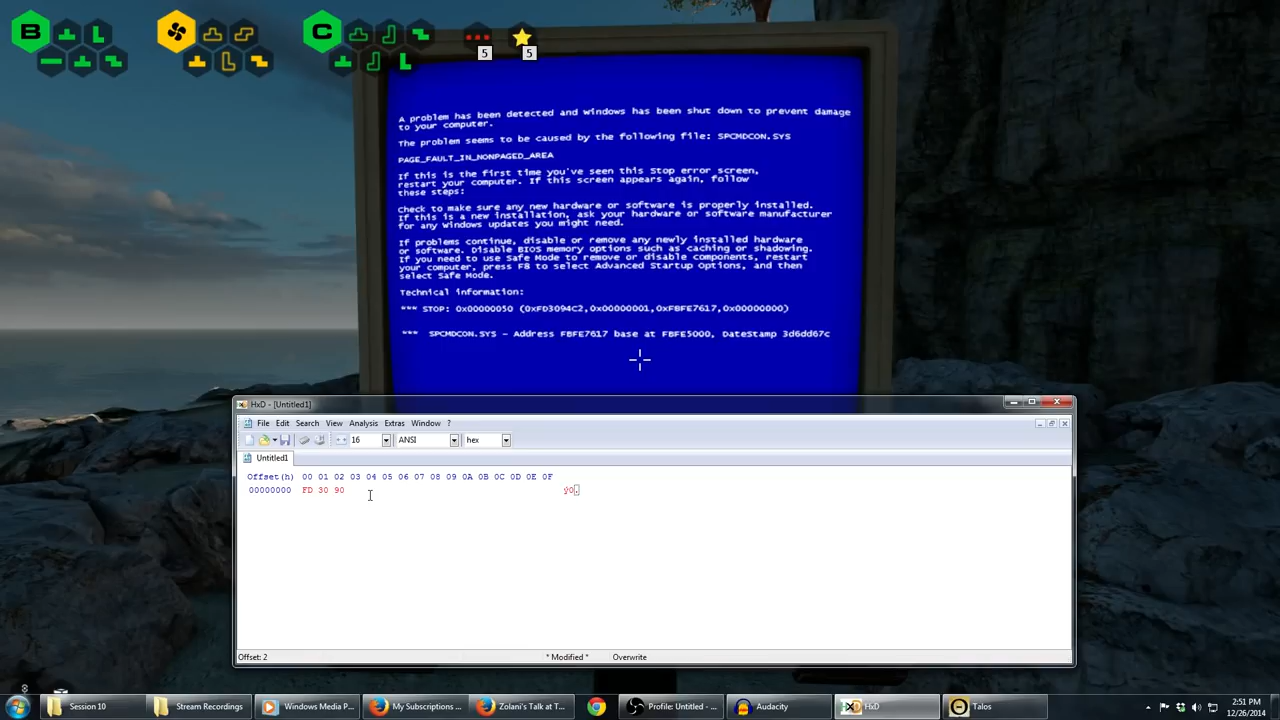 B
C
5
5
A problem has been detected and windows has been shut down to prevent damage
to your computer.
The problem seems to be caused by the following file: SPCMDCON.SYS
PAGE_FAULT_IN_NONPAGED_AREA
If this is the first time you've seen this Stop error screen,
restart your computer. If this screen appears again, follow
these steps:
Check to make sure any new hardware or software is properly installed.
If this is a new installation, ask your hardware or software manufacturer
for any windows updates you might need.
If problems continue, disable or remove any newly installed hardware
or software. Disable BIOS memory options such as caching or shadowing.
If you need to use Safe Mode to remove or disable components, restart
your computer, press F8 to select Advanced Startup Options, and then
select Safe Mode.
Technical information:
*** STOP: 0x00000050 (0xFD3094C2,0x00000001,0xFBFE7617,0x00000000)
*** SPCMDCON.SYS - Address FBFE7617 base at FBFE5000, DateStamp 3d6dd67c
HxD - [Untitled1]
File Edit Search View Analysis Extras Window ?
16 ANSI hex
Untitled1
Offset(h) 00 01 02 03 04 05 06 07 08 09 0A 0B 0C 0D 0E 0F
00000000 FD 30 90 ý0.
Offset: 2 * Modified * Overwrite
Session 10 Stream Recordings Windows Media P... My Subscriptions ... Zolani's Talk at T... Profile: Untitled - ... Audacity HxD Talos 2:51 PM
12/26/2014